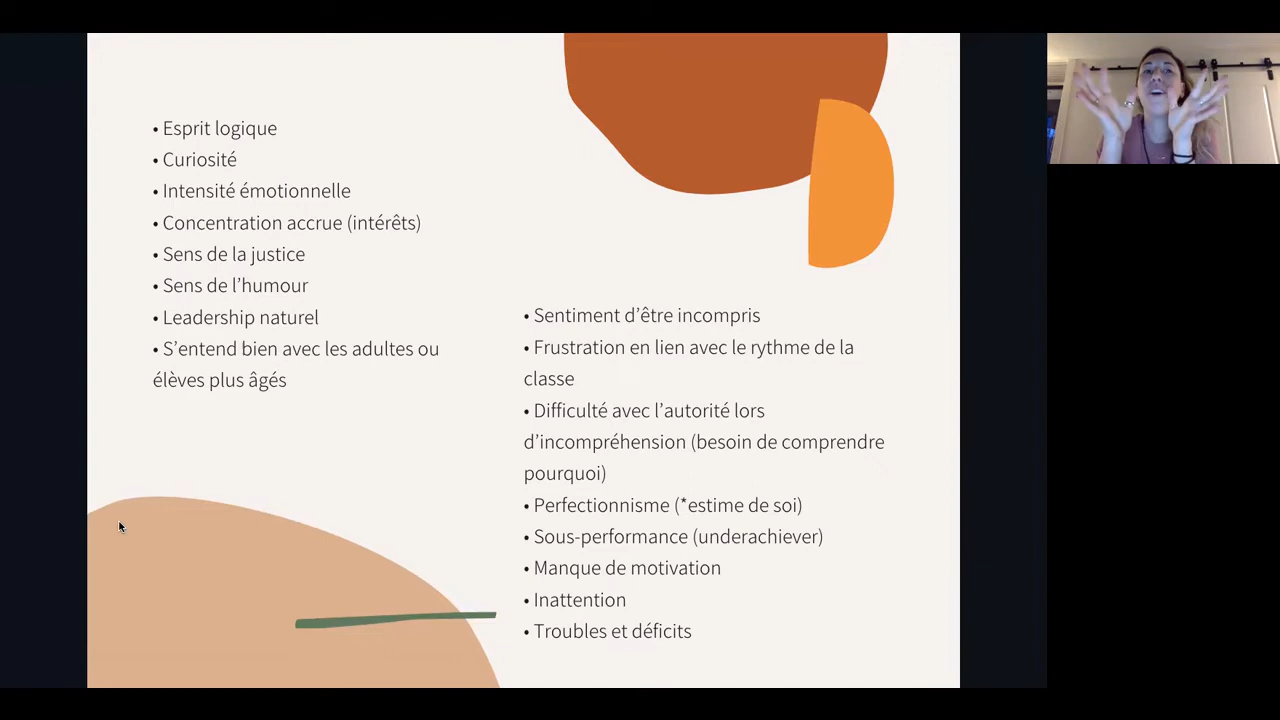 • Esprit logique
• Curiosité
• Intensité émotionnelle
• Concentration accrue (intérêts)
• Sens de la justice
• Sens de l’humour
• Leadership naturel
• S’entend bien avec les adultes ou
élèves plus âgés
• Sentiment d’être incompris
• Frustration en lien avec le rythme de la
classe
• Difficulté avec l’autorité lors
d’incompréhension (besoin de comprendre
pourquoi)
• Perfectionnisme (*estime de soi)
• Sous-performance (underachiever)
• Manque de motivation
• Inattention
• Troubles et déficits